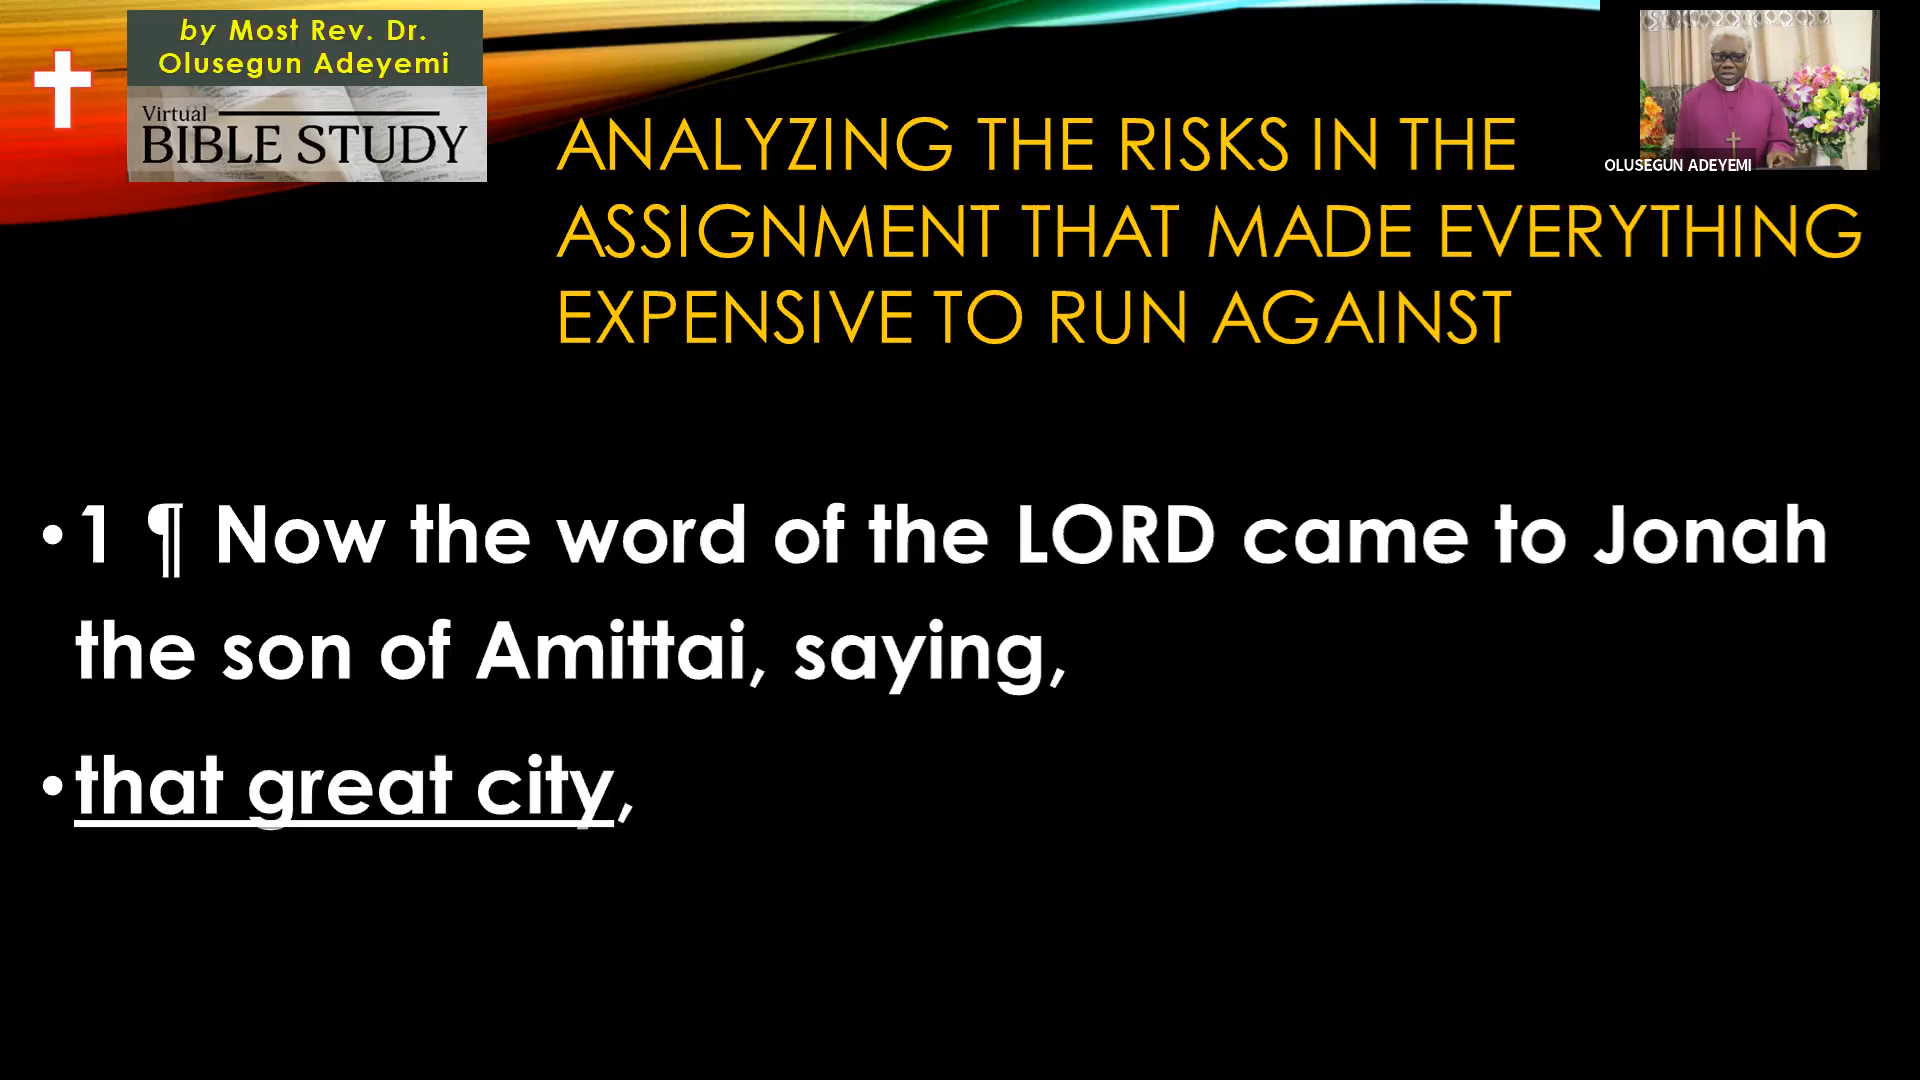 by Most Rev. Dr.
Olusegun Adeyemi
Virtual
BIBLE STUDY
OLUSEGUN ADEYEMI
ANALYZING THE RISKS IN THE
ASSIGNMENT THAT MADE EVERYTHING
EXPENSIVE TO RUN AGAINST
•1 ¶ Now the word of the LORD came to Jonah
the son of Amittai, saying,
•that great city,